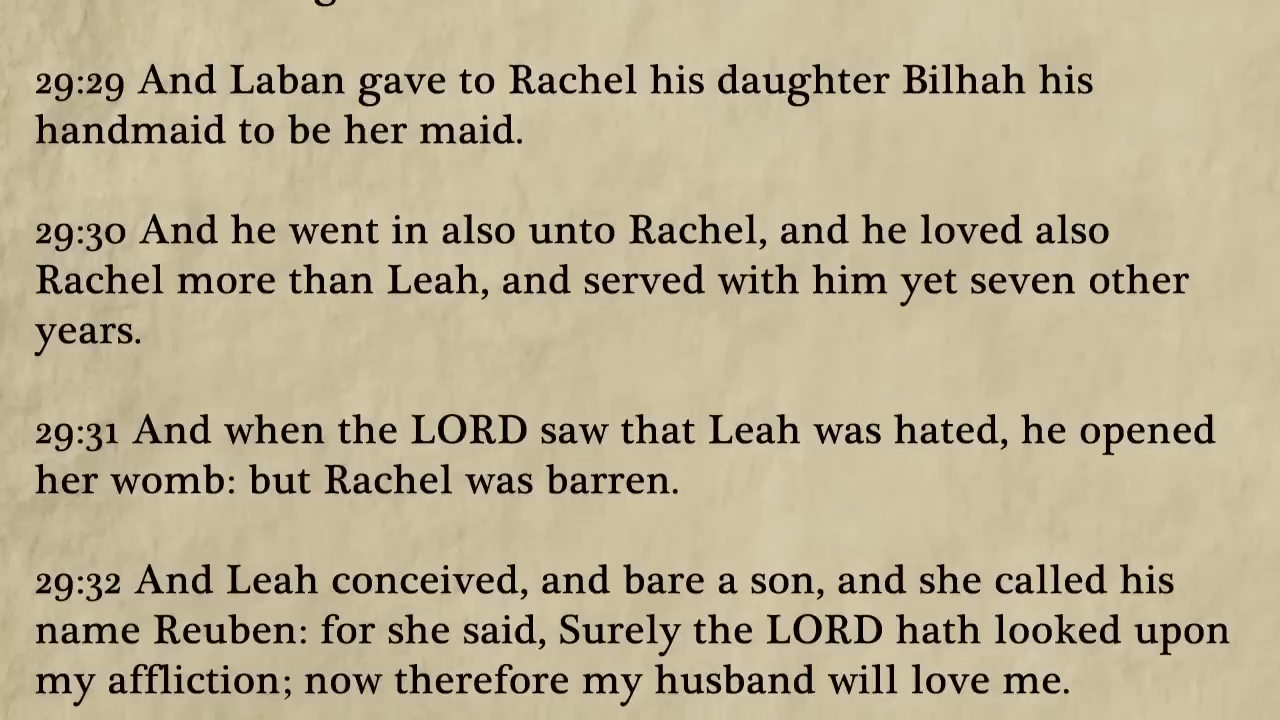 29:29 And Laban gave to Rachel his daughter Bilhah his
handmaid to be her maid.
29:30 And he went in also unto Rachel, and he loved also
Rachel more than Leah, and served with him yet seven other
years.
29:31 And when the LORD saw that Leah was hated, he opened
her womb: but Rachel was barren.
29:32 And Leah conceived, and bare a son, and she called his
name Reuben: for she said, Surely the LORD hath looked upon
my affliction; now therefore my husband will love me.